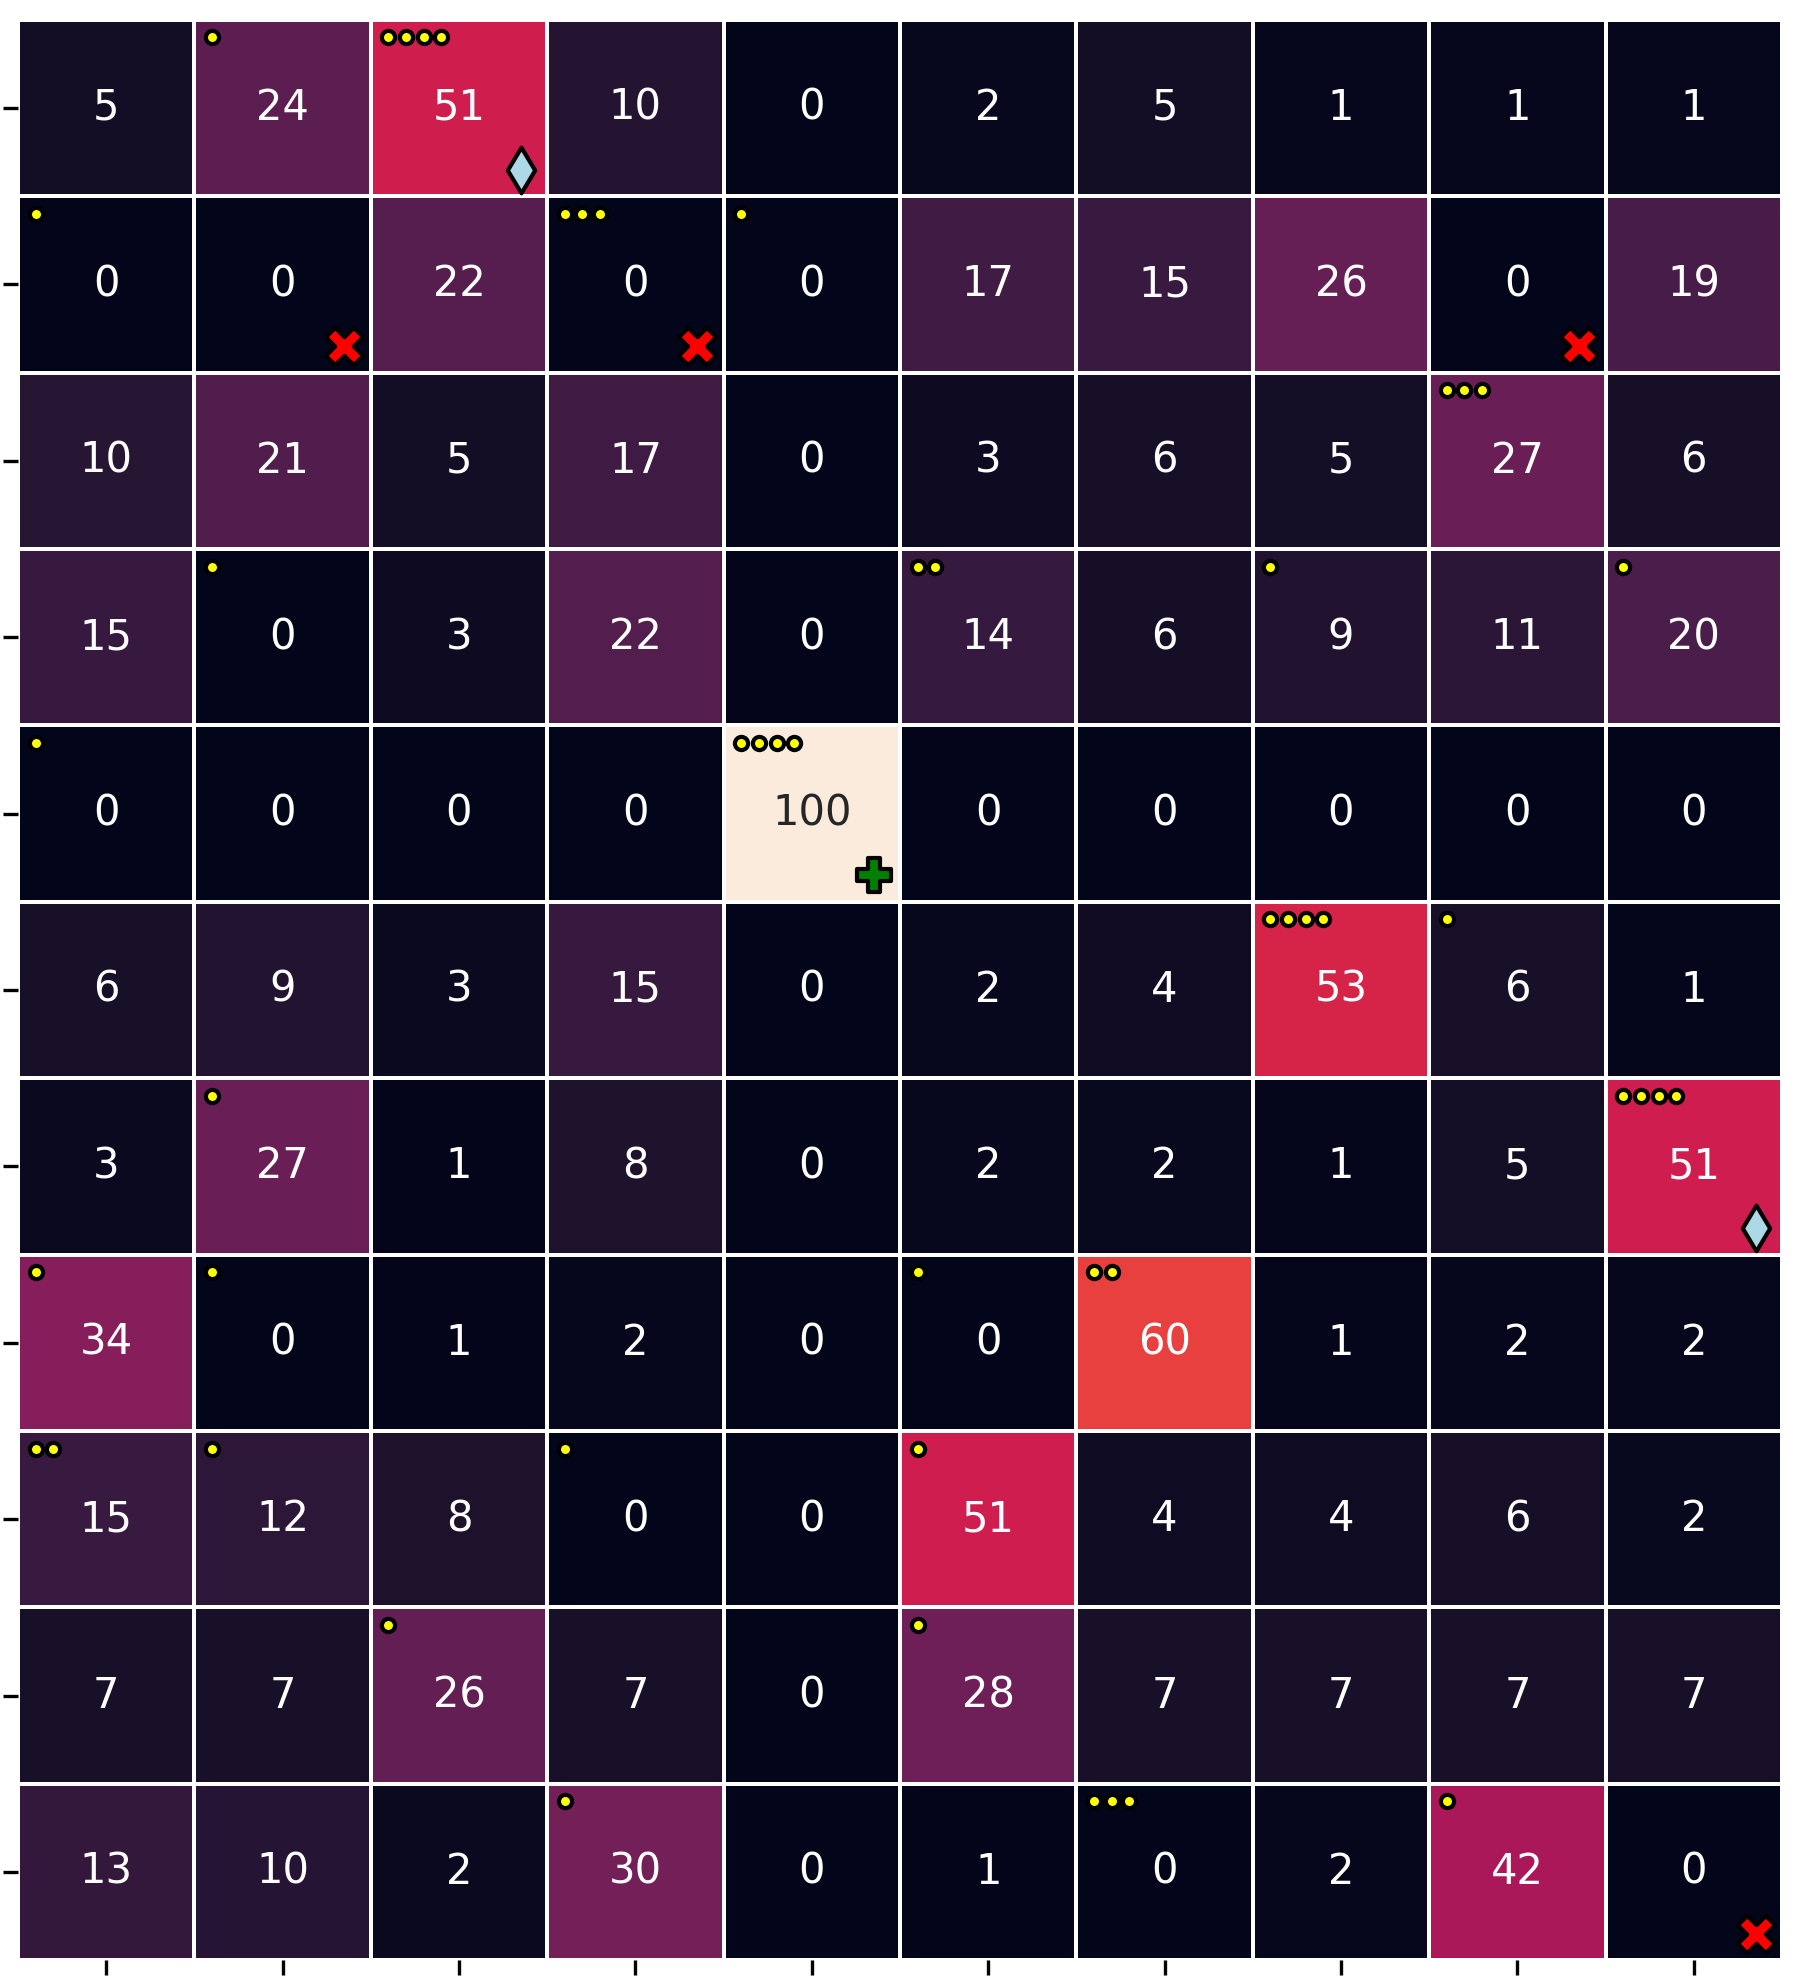 5 24 51 10 0 2 5 1 1 1
0 0 22 0 0 17 15 26 0 19
10 21 5 17 0 3 6 5 27 6
15 0 3 22 0 14 6 9 11 20
0 0 0 0 100 0 0 0 0 0
6 9 3 15 0 2 4 53 6 1
3 27 1 8 0 2 2 1 5 51
34 0 1 2 0 0 60 1 2 2
15 12 8 0 0 51 4 4 6 2
7 7 26 7 0 28 7 7 7 7
13 10 2 30 0 1 0 2 42 0